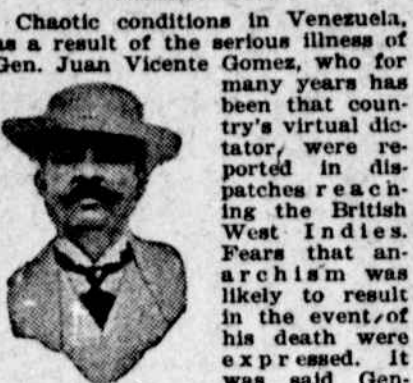 Chaotic conditions in Venezuela,
as a result of the serious illness of
Gen. Juan Vicente Gomez, who for
many years has
been that coun-
try's virtual dic-
tator, were re-
ported in dis-
patches reach-
ing the British
West Indies.
Fears that an-
archism was
likely to result
in the event of
his death were
expressed. It
was said Gen-